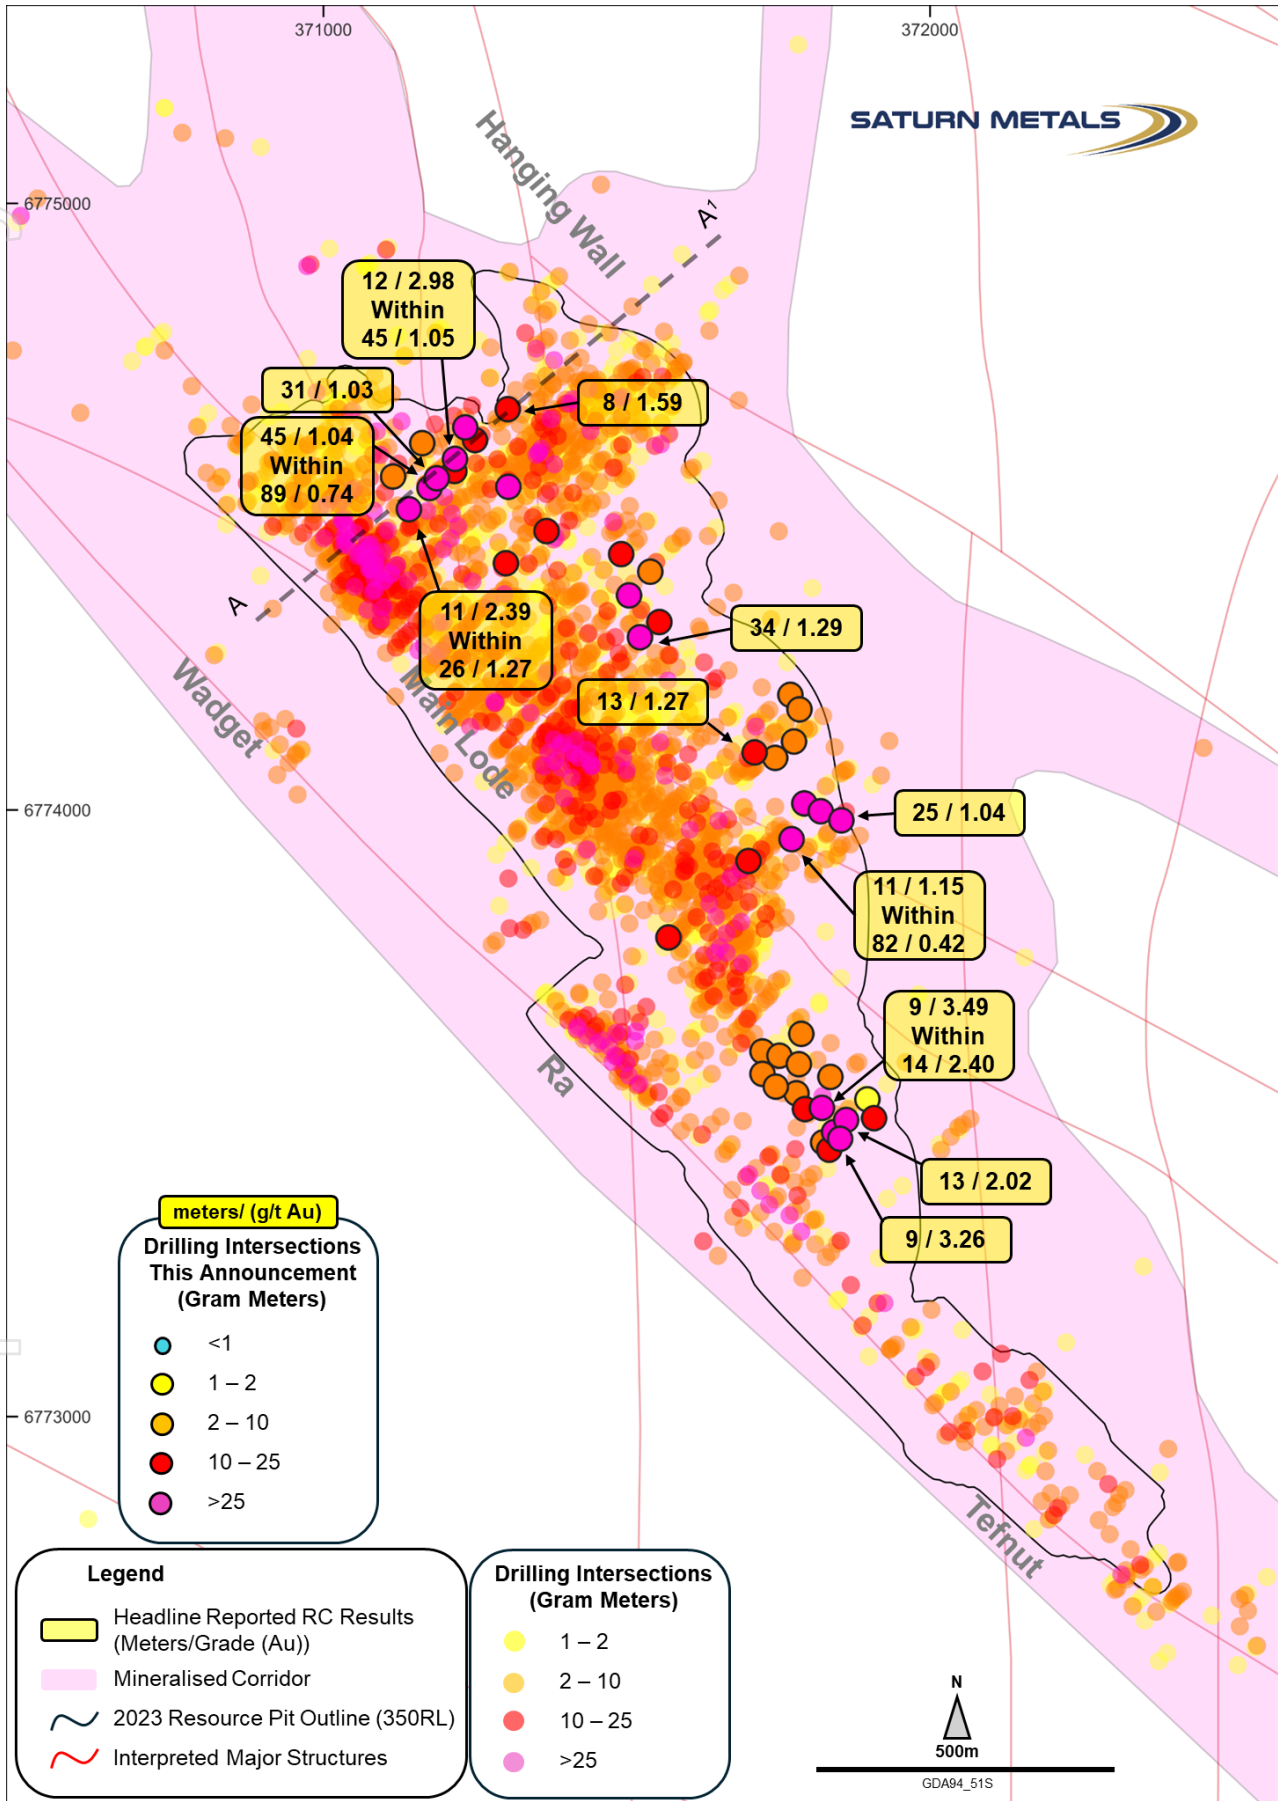 371000
372000
SATURN METALS
Hanging Wall
A¹
6775000
12 / 2.98
Within
45 / 1.05
31 / 1.03
8 / 1.59
45 / 1.04
Within
89 / 0.74
A
11 / 2.39
Within
26 / 1.27
34 / 1.29
Wadget
Main Lode
13 / 1.27
6774000
25 / 1.04
11 / 1.15
Within
82 / 0.42
9 / 3.49
Within
14 / 2.40
Ra
13 / 2.02
9 / 3.26
meters/ (g/t Au)
Drilling Intersections
This Announcement
(Gram Meters)
<1
1 – 2
2 – 10
10 – 25
>25
6773000
Tefnut
Legend
Headline Reported RC Results
(Meters/Grade (Au))
Mineralised Corridor
2023 Resource Pit Outline (350RL)
Interpreted Major Structures
Drilling Intersections
(Gram Meters)
1 – 2
2 – 10
10 – 25
>25
N
500m
GDA94_51S